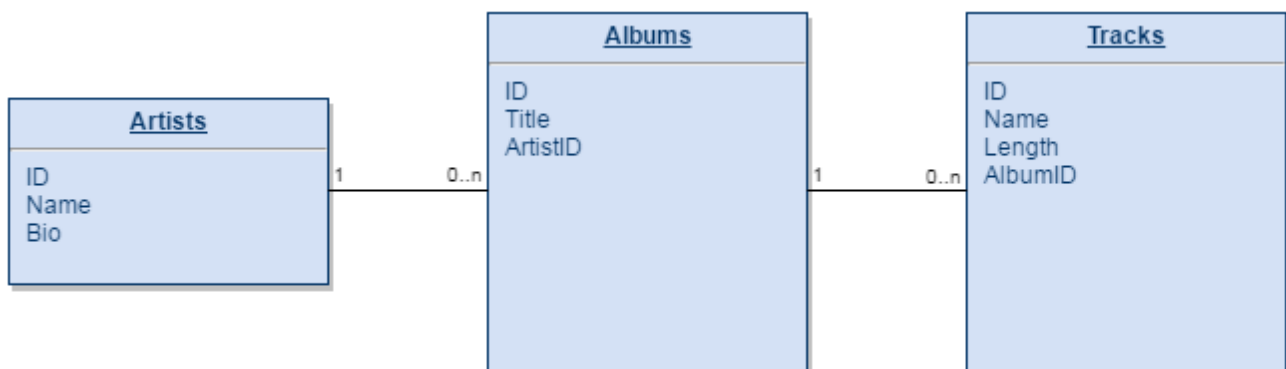 Artists
ID
Name
Bio
1
0..n
Albums
ID
Title
ArtistID
1
0..n
Tracks
ID
Name
Length
AlbumID